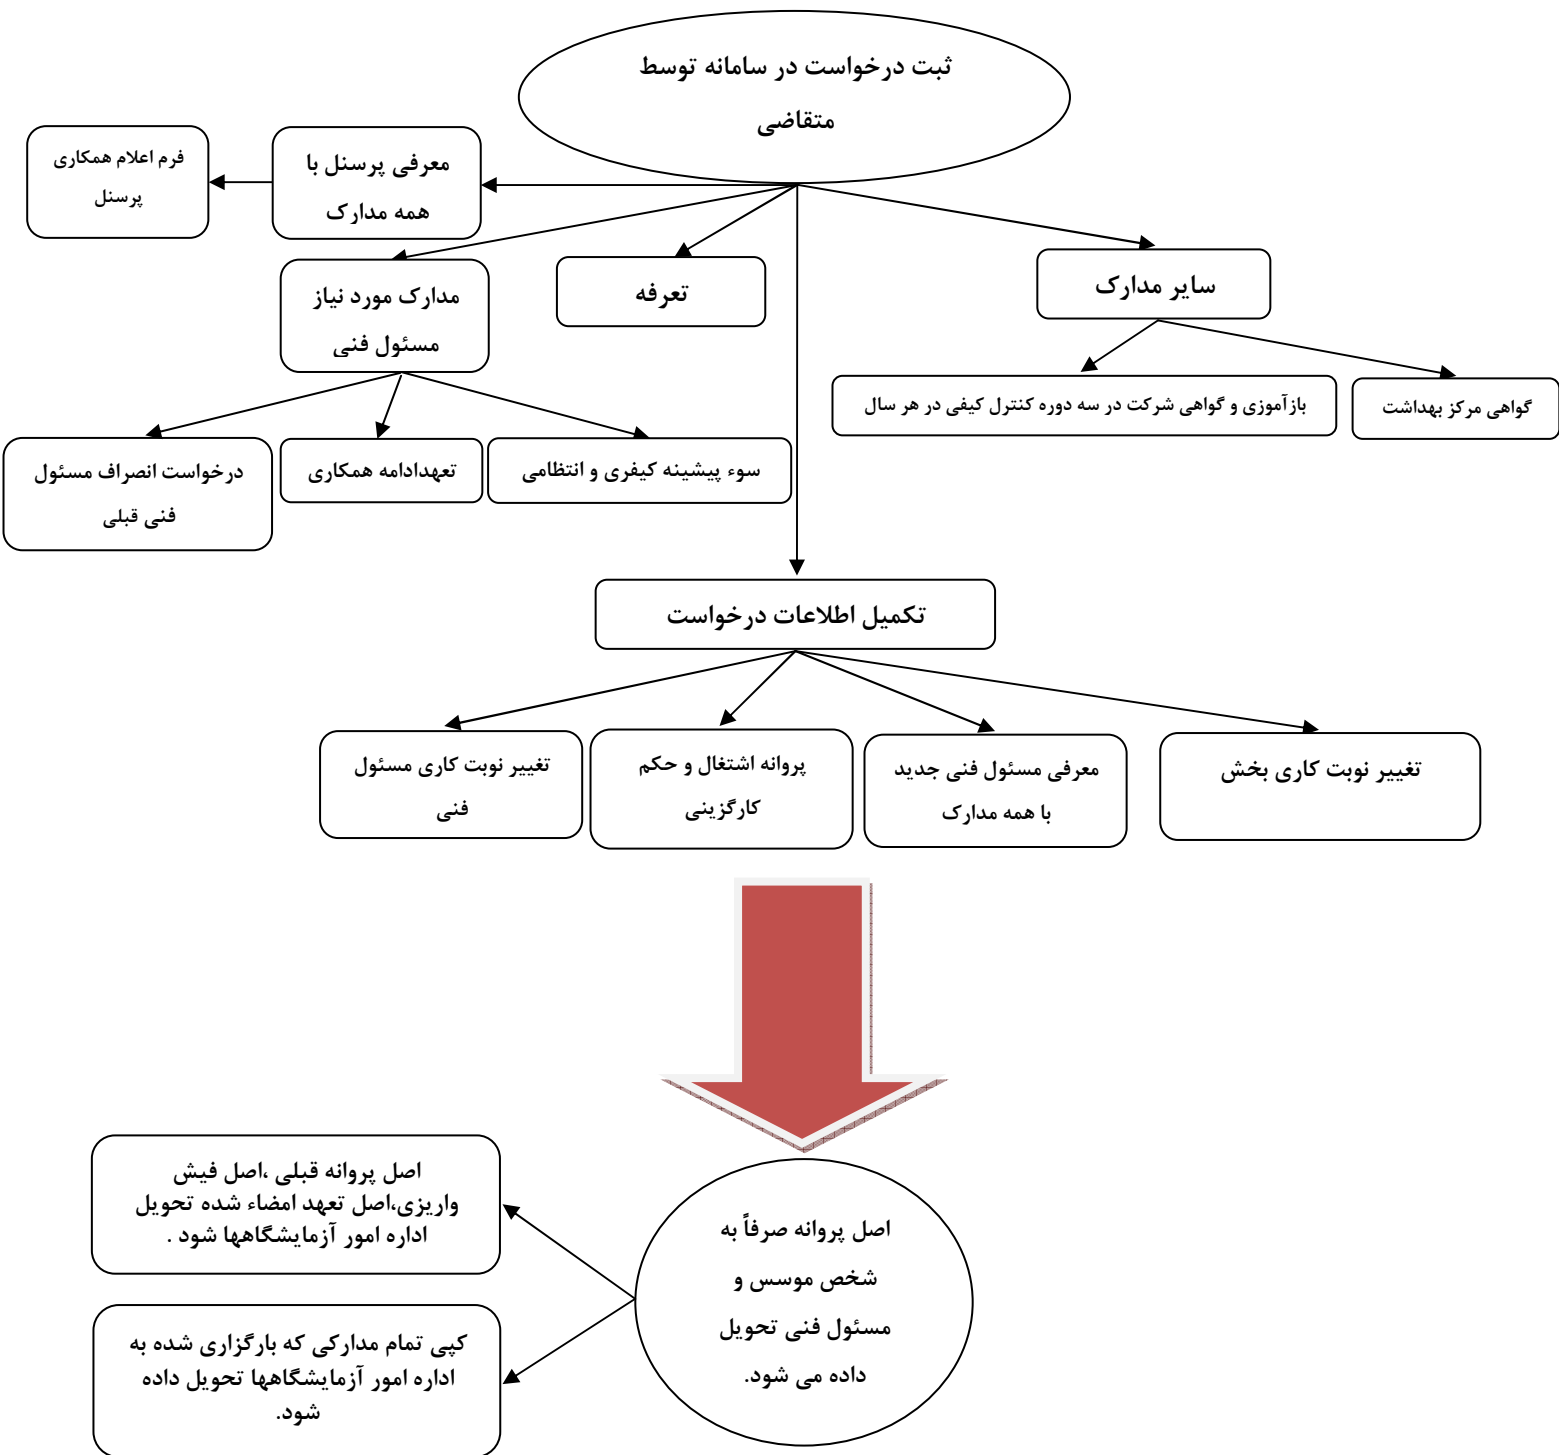 ثبت درخواست در سامانه توسط
متقاضی
معرفی پرسنل با
همه مدارک
فرم اعلام همکاری
پرسنل
سایر مدارک
تعرفه
مدارک مورد نیاز
مسئول فنی
گواهی مرکز بهداشت
بازآموزی و گواهی شرکت در سه دوره کنترل کیفی در هر سال
سوء پیشینه کیفری و انتظامی
تعهدادامه همکاری
درخواست انصراف مسئول
فنی قبلی
تکمیل اطلاعات درخواست
تغییر نوبت کاری بخش
معرفی مسئول فنی جدید
با همه مدارک
پروانه اشتغال و حکم
کارگزینی
تغییر نوبت کاری مسئول
فنی
اصل پروانه صرفاً به
شخص موسس و
مسئول فنی تحویل
داده می شود.
اصل پروانه قبلی ،اصل فیش
واریزی،اصل تعهد امضاء شده تحویل
اداره امور آزمایشگاهها شود .
کپی تمام مدارکی که بارگزاری شده به
اداره امور آزمایشگاهها تحویل داده
شود.